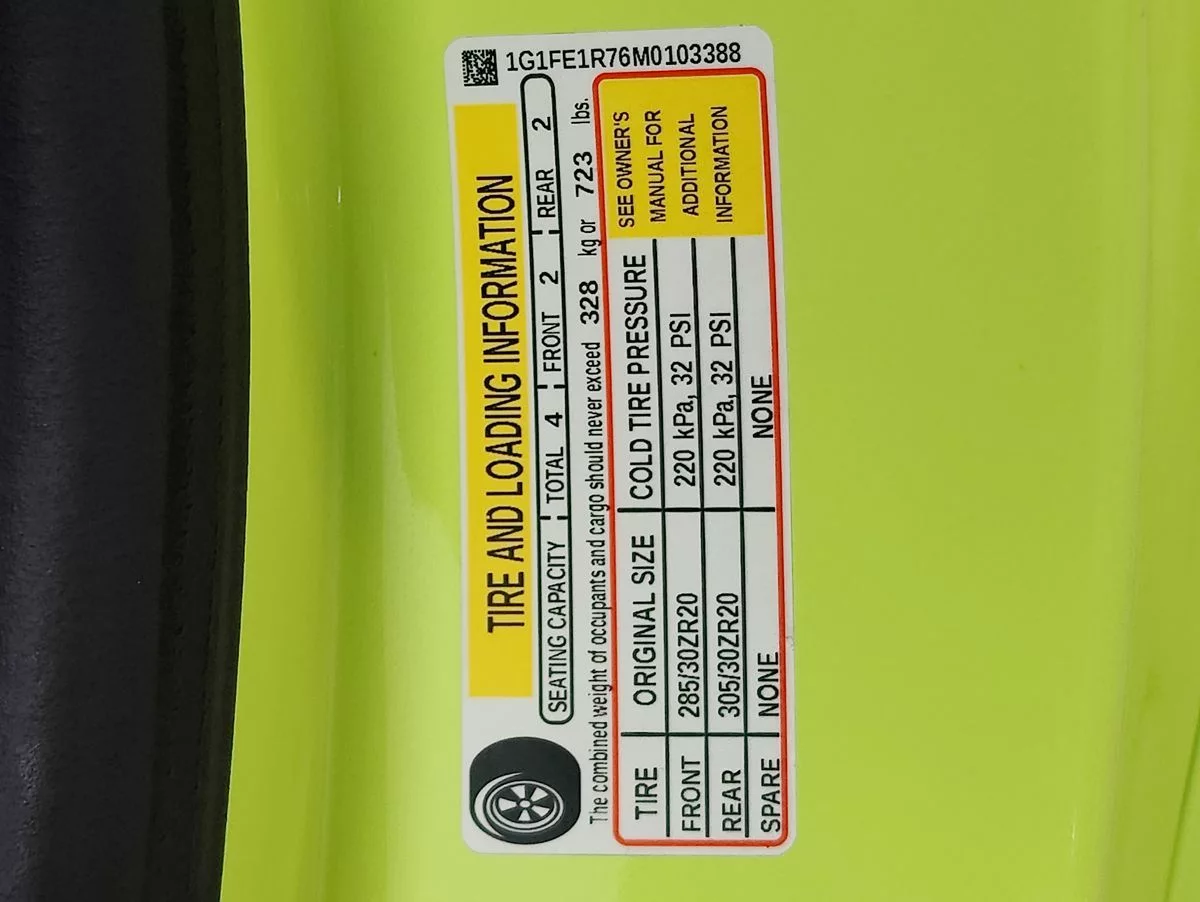 1G1FE1R76M0103388
TIRE AND LOADING INFORMATION
SEATING CAPACITY TOTAL 4 FRONT 2 REAR 2
The combined weight of occupants and cargo should never exceed 328 kg or 723 lbs.
TIRE ORIGINAL SIZE COLD TIRE PRESSURE
FRONT 285/30ZR20 220 kPa, 32 PSI
REAR 305/30ZR20 220 kPa, 32 PSI
SPARE NONE NONE
SEE OWNER'S
MANUAL FOR
ADDITIONAL
INFORMATION